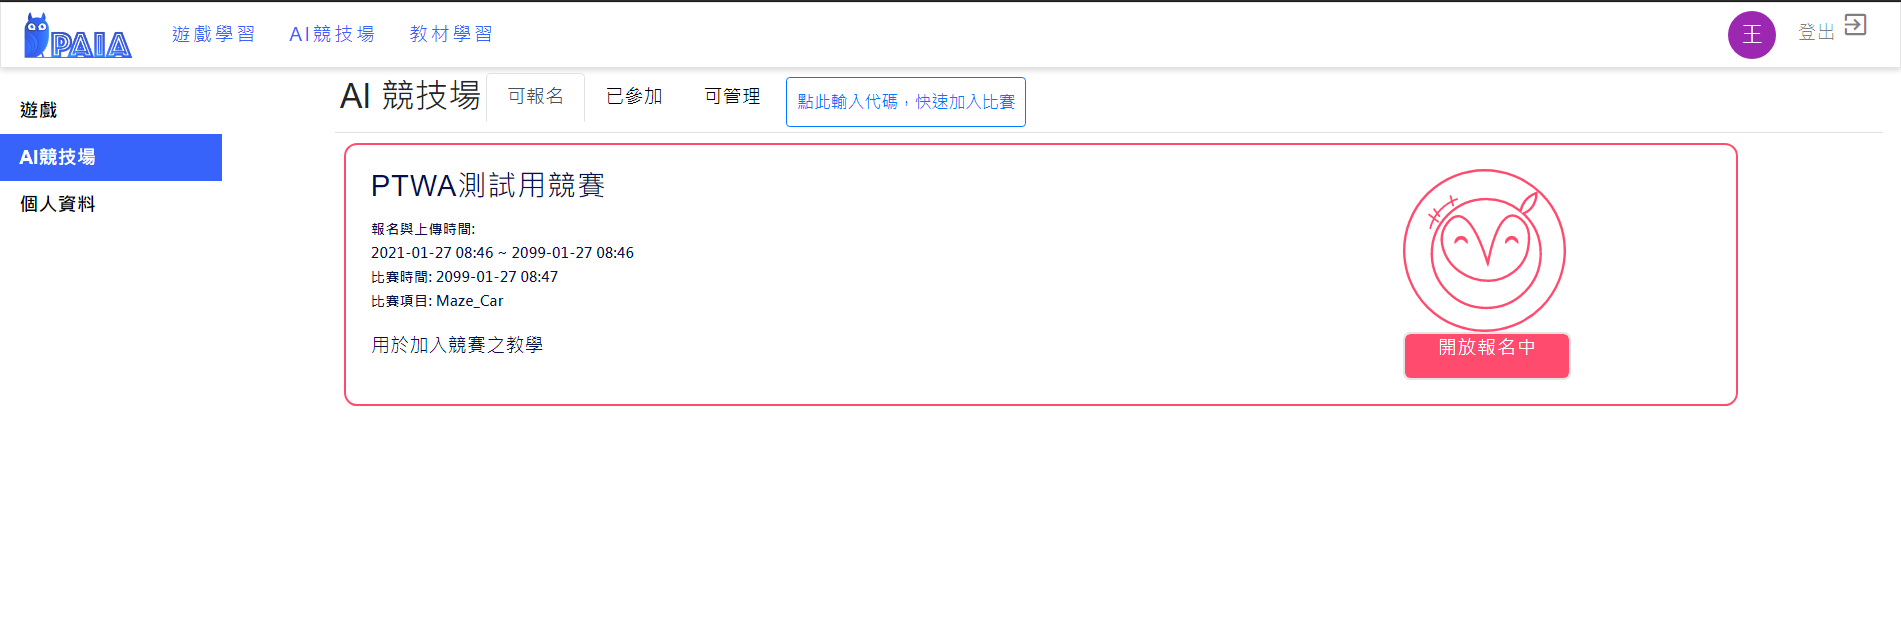 PAIA 遊戲學習 AI競技場 教材學習 王 登出
遊戲
AI競技場
個人資料
AI 競技場 可報名 已參加 可管理 點此輸入代碼，快速加入比賽
PTWA測試用競賽
報名與上傳時間:
2021-01-27 08:46 ~ 2099-01-27 08:46
比賽時間: 2099-01-27 08:47
比賽項目: Maze_Car
用於加入競賽之教學
開放報名中